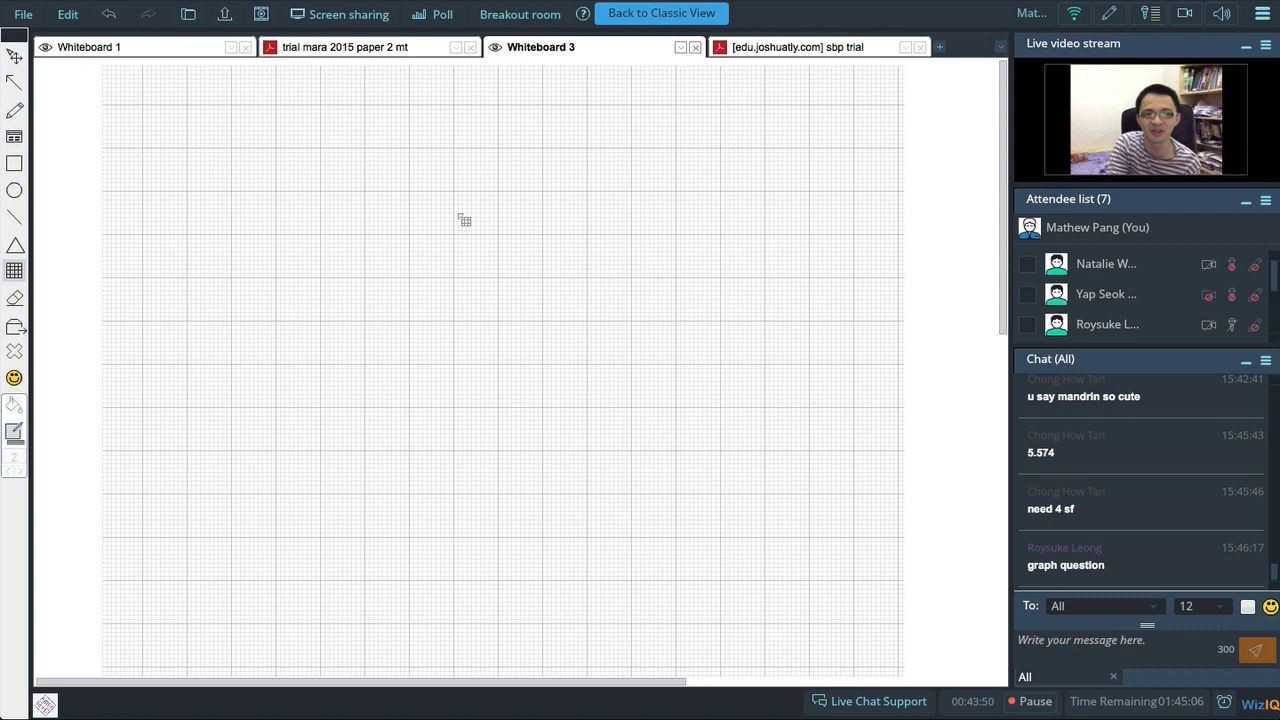 File Edit Screen sharing Poll Breakout room ? Back to Classic View Mat...
Whiteboard 1 trial mara 2015 paper 2 mt Whiteboard 3 [edu.joshuatly.com] sbp trial +
Live video stream
Attendee list (7)
Mathew Pang (You)
Natalie W...
Yap Seok ...
Roysuke L...
Chat (All)
Chong How Tan 15:42:41
u say mandrin so cute
Chong How Tan 15:45:43
5.574
Chong How Tan 15:45:46
need 4 sf
Roysuke Leong 15:46:17
graph question
To: All 12
Write your message here.
300
All
2
Live Chat Support 00:43:50 Pause Time Remaining 01:45:06 WizIQ